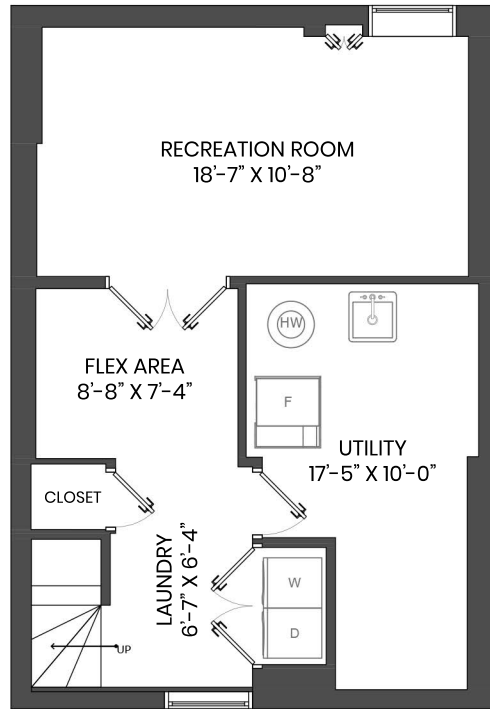 RECREATION ROOM
18’-7” X 10’-8”
HW
FLEX AREA
8’-8” X 7’-4”
F
UTILITY
17’-5” X 10’-0”
CLOSET
LAUNDRY
6’-7” X 6’-4”
W
D
UP